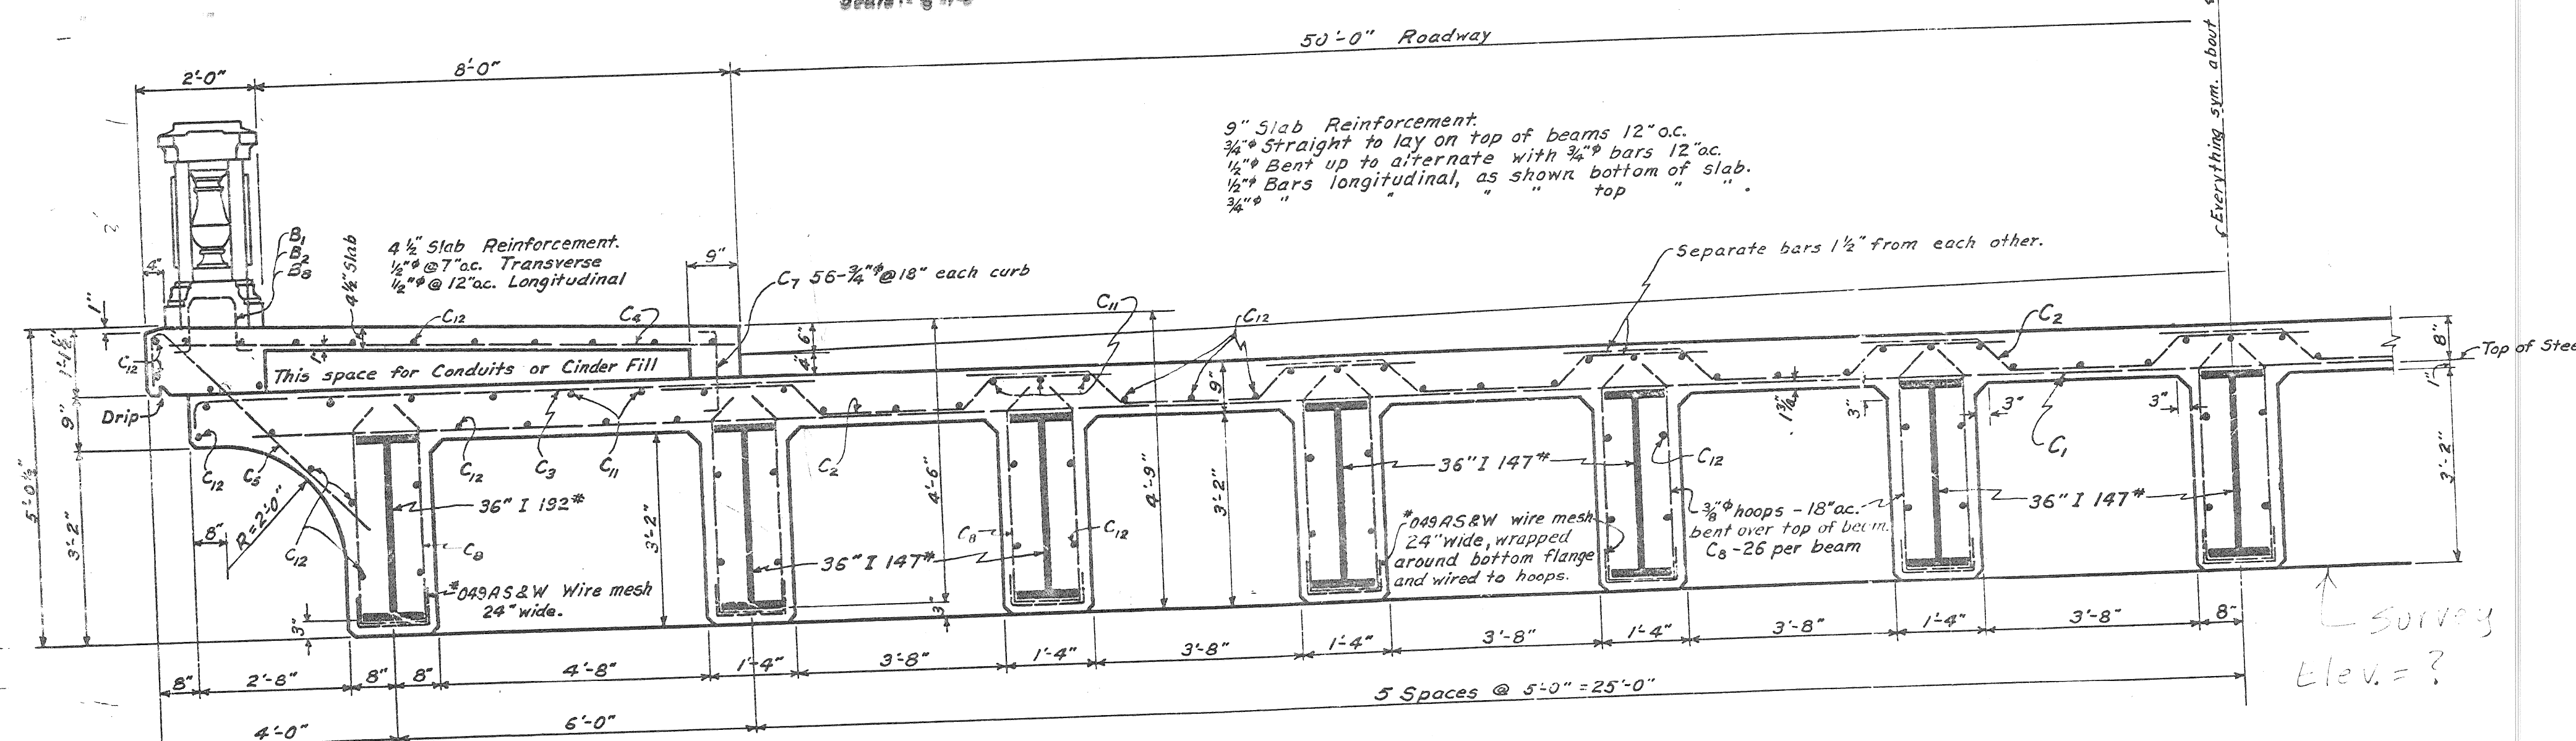 50'-0" Roadway
Everything sym. about
2'-0"
8'-0"
9" Slab Reinforcement.
3/4"φ Straight to lay on top of beams 12"o.c.
1/2"φ Bent up to alternate with 3/4"φ bars 12"o.c.
1/2"φ Bars longitudinal, as shown bottom of slab.
3/4"φ " " " " top " " .
B1
B2
B8
4 1/2" Slab
4 1/2" Slab Reinforcement.
1/2"φ @ 7"o.c. Transverse
1/2"φ @ 12"o.c. Longitudinal
4"
9"
C7 56-3/4"φ@18" each curb
Separate bars 1 1/2" from each other.
1"
C12
C4
C11
C12
C2
6"
4"
8"
Top of Stee
1'-1 1/2"
C12
1"
This space for Conduits or Cinder Fill
9"
1"
Drip
9"
1 3/4"
3"
3"
3"
C12
C5
C12
C3
C11
C2
C12
C1
5'-0 1/2"
3'-2"
8"
R=2'-0"
C12
36" I 192#
C8
3'-2"
4'-6"
4'-9"
3'-2"
36" I 147#
36" I 147#
36" I 147#
3'-2"
C8
C12
#049 AS&W Wire mesh
24" wide.
#049 AS&W wire mesh
24" wide, wrapped
around bottom flange
and wired to hoops.
3/8"φ hoops - 18"o.c.
bent over top of beam.
C8-26 per beam
3"
3"
Survey
Elev. = ?
8"
2'-8"
8"
8"
4'-8"
1'-4"
3'-8"
1'-4"
3'-8"
1'-4"
3'-8"
1'-4"
3'-8"
1'-4"
3'-8"
8"
4'-0"
6'-0"
5 Spaces @ 5'-0" = 25'-0"